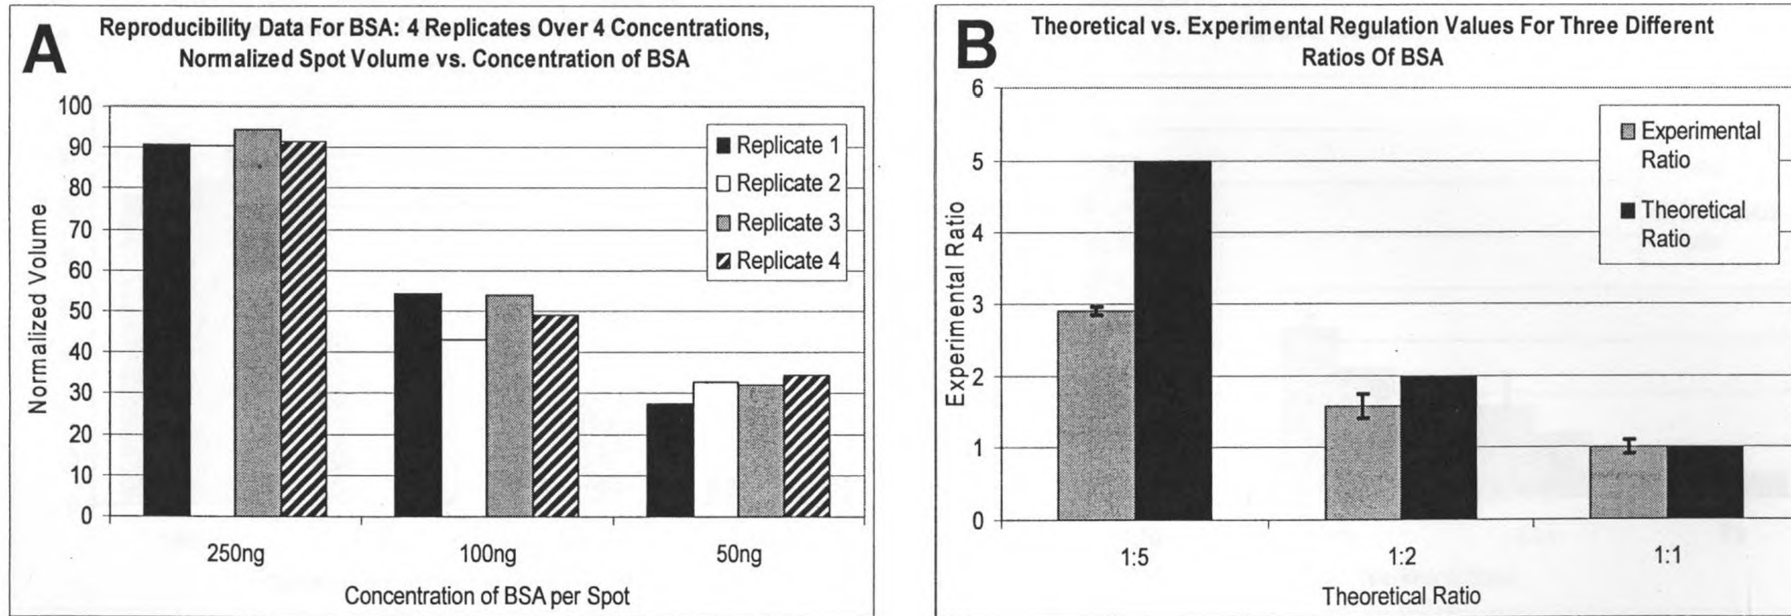 A
Reproducibility Data For BSA: 4 Replicates Over 4 Concentrations,
Normalized Spot Volume vs. Concentration of BSA
Normalized Volume
100
90
80
70
60
50
40
30
20
10
0
Replicate 1
Replicate 2
Replicate 3
Replicate 4
250ng
100ng
50ng
Concentration of BSA per Spot
B
Theoretical vs. Experimental Regulation Values For Three Different
Ratios Of BSA
Experimental Ratio
6
5
4
3
2
1
0
Experimental
Ratio
Theoretical
Ratio
1:5
1:2
1:1
Theoretical Ratio